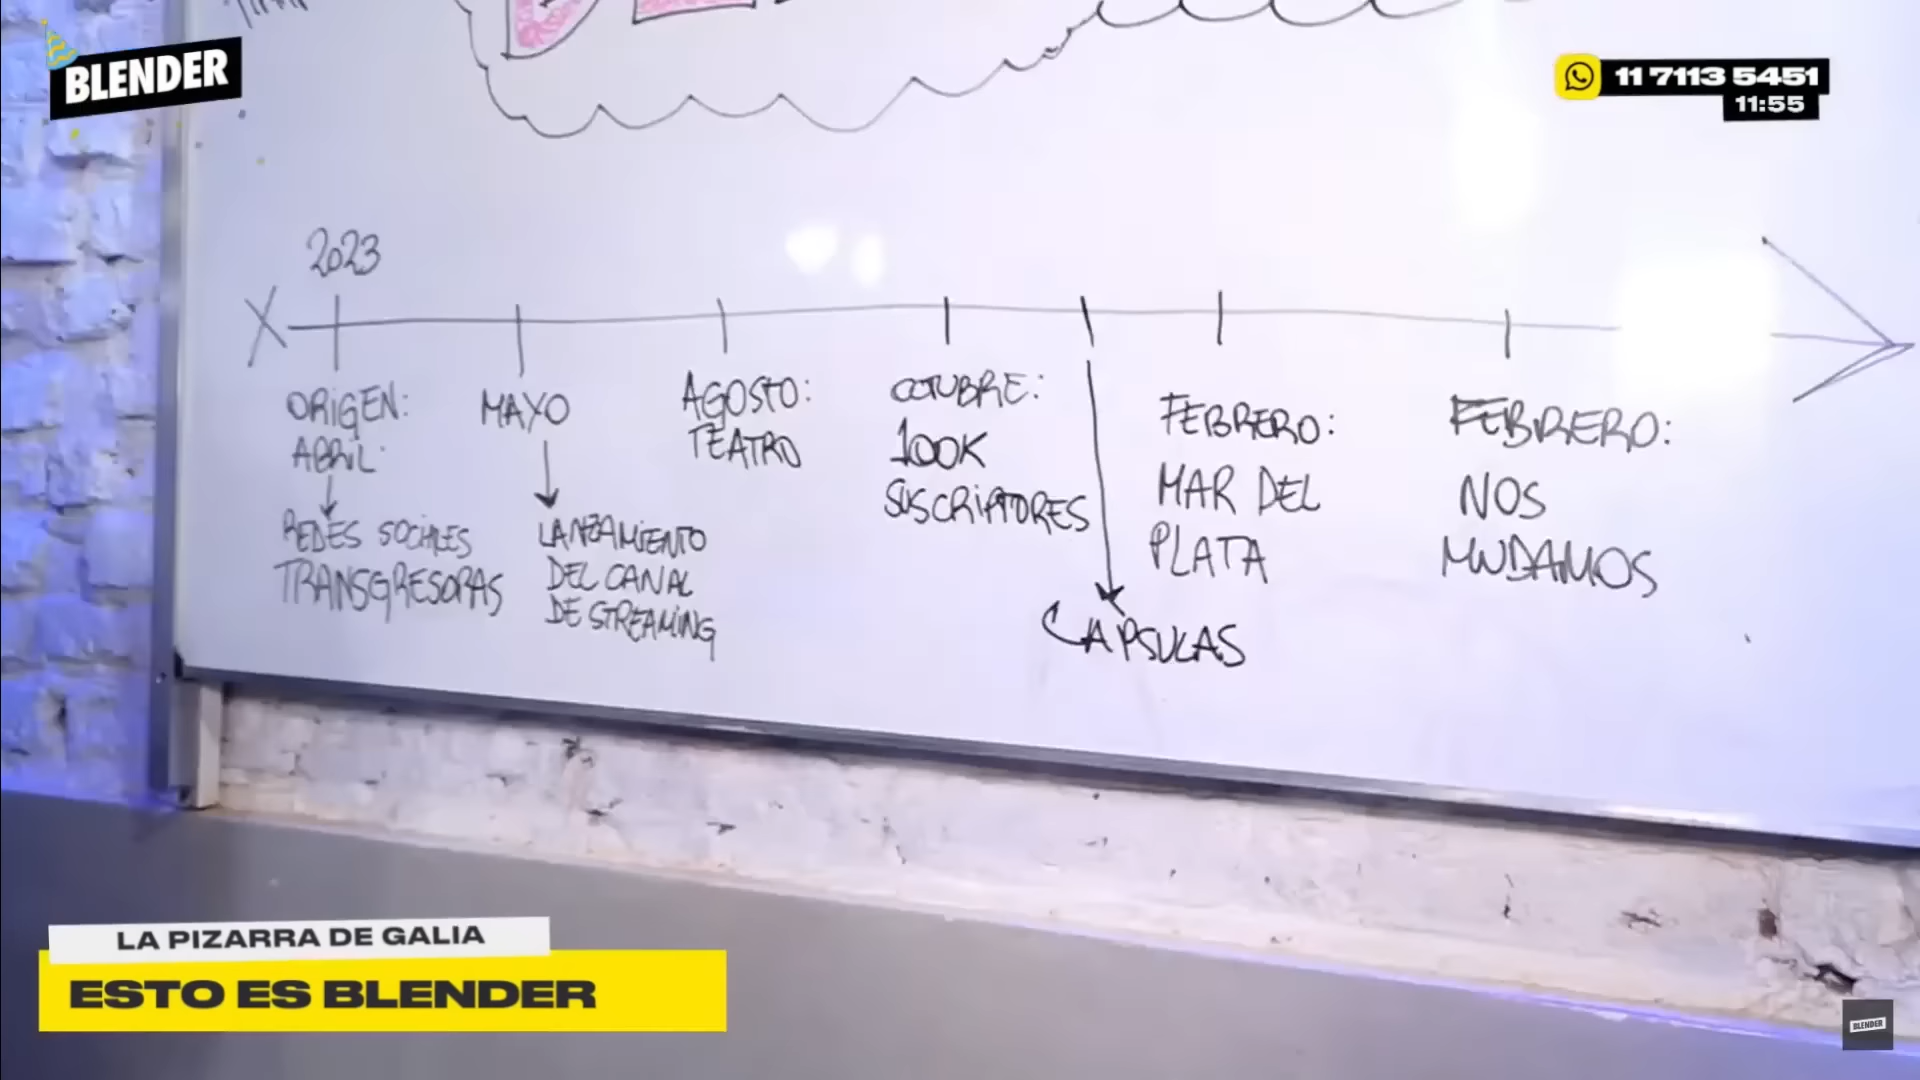 BLENDER
11 7113 5451
11:55
2023
X
ORIGEN:
ABRIL:
REDES SOCIALES
TRANSGRESORAS
MAYO
LANZAMIENTO
DEL CANAL
DE STREAMING
AGOSTO:
TEATRO
OCTUBRE:
100K
SUSCRIPTORES
CAPSULAS
FEBRERO:
MAR DEL
PLATA
FEBRERO:
NOS
MUDAMOS
LA PIZARRA DE GALIA
ESTO ES BLENDER
BLENDER